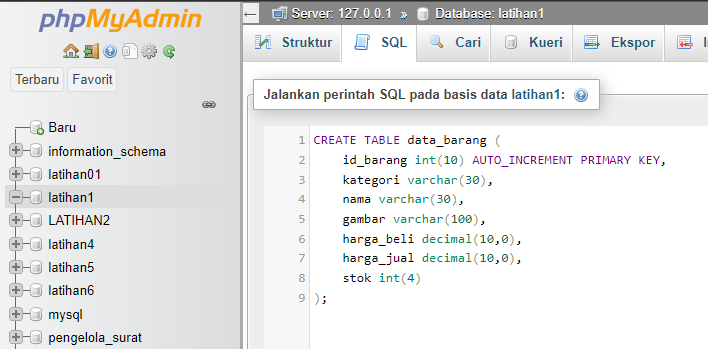 phpMyAdmin
Terbaru Favorit
Baru
information_schema
latihan01
latihan1
LATIHAN2
latihan4
latihan5
latihan6
mysql
pengelola_surat
Server: 127.0.0.1 » Database: latihan1
Struktur SQL Cari Kueri Ekspor
Jalankan perintah SQL pada basis data latihan1:
1 CREATE TABLE data_barang (
2 id_barang int(10) AUTO_INCREMENT PRIMARY KEY,
3 kategori varchar(30),
4 nama varchar(30),
5 gambar varchar(100),
6 harga_beli decimal(10,0),
7 harga_jual decimal(10,0),
8 stok int(4)
9 );